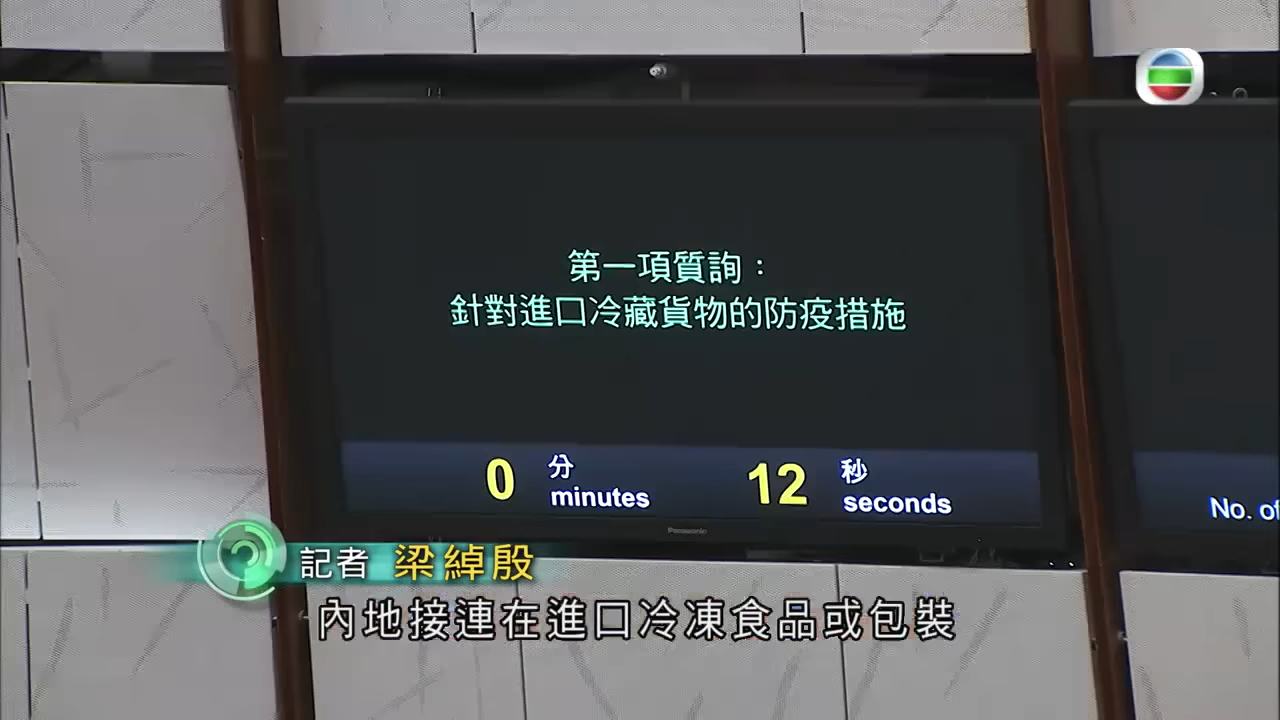 第一項質詢：
針對進口冷藏貨物的防疫措施
0 分 minutes 12 秒 seconds
No. of
Panasonic
記者 梁綽殷
內地接連在進口冷凍食品或包裝